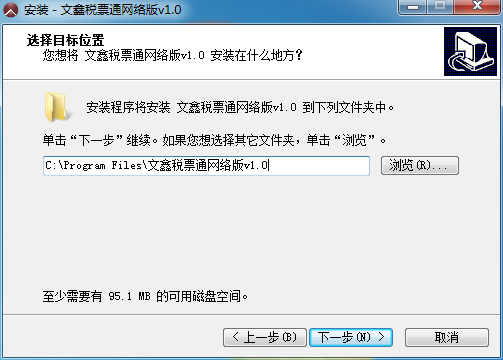 安装 - 文鑫税票通网络版v1.0
选择目标位置
您想将 文鑫税票通网络版v1.0 安装在什么地方？
安装程序将安装 文鑫税票通网络版v1.0 到下列文件夹中。
单击“下一步”继续。如果您想选择其它文件夹，单击“浏览”。
C:\Program Files\文鑫税票通网络版v1.0
浏览(R)...
至少需要有 95.1 MB 的可用磁盘空间。
< 上一步(B)
下一步(N) >
取消